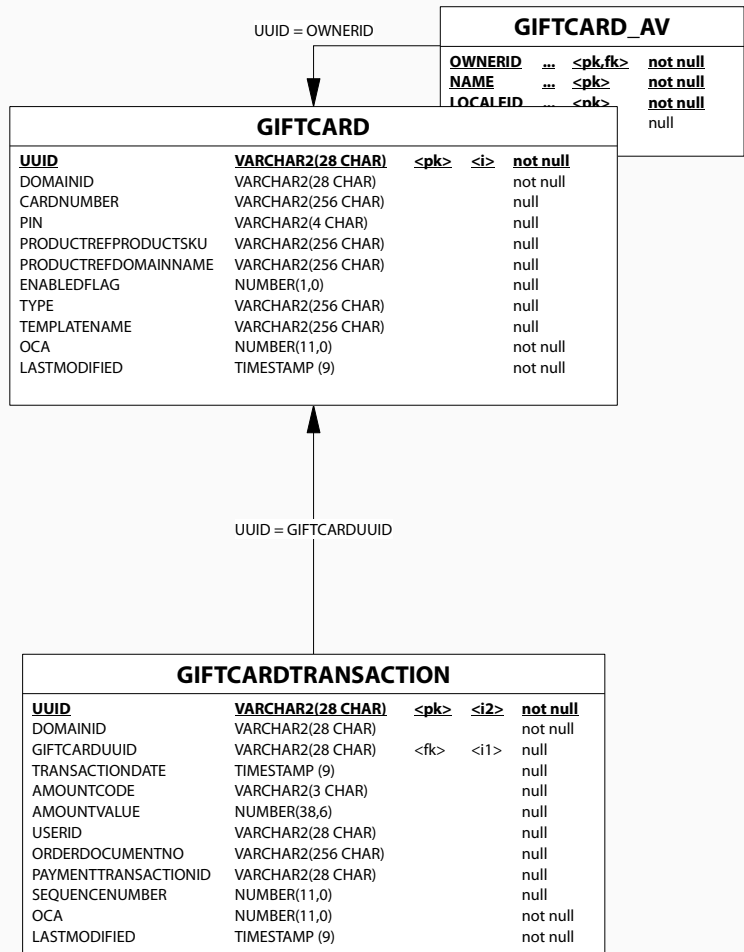 UUID = OWNERID
GIFTCARD_AV
OWNERID ... <pk,fk> not null
NAME ... <pk> not null
LOCALEID ... <pk> not null
null
GIFTCARD
UUID VARCHAR2(28 CHAR) <pk> <i> not null
DOMAINID VARCHAR2(28 CHAR) not null
CARDNUMBER VARCHAR2(256 CHAR) null
PIN VARCHAR2(4 CHAR) null
PRODUCTREFPRODUCTSKU VARCHAR2(256 CHAR) null
PRODUCTREFDOMAINNAME VARCHAR2(256 CHAR) null
ENABLEDFLAG NUMBER(1,0) null
TYPE VARCHAR2(256 CHAR) null
TEMPLATENAME VARCHAR2(256 CHAR) null
OCA NUMBER(11,0) not null
LASTMODIFIED TIMESTAMP (9) not null
UUID = GIFTCARDUUID
GIFTCARDTRANSACTION
UUID VARCHAR2(28 CHAR) <pk> <i2> not null
DOMAINID VARCHAR2(28 CHAR) not null
GIFTCARDUUID VARCHAR2(28 CHAR) <fk> <i1> null
TRANSACTIONDATE TIMESTAMP (9) null
AMOUNTCODE VARCHAR2(3 CHAR) null
AMOUNTVALUE NUMBER(38,6) null
USERID VARCHAR2(28 CHAR) null
ORDERDOCUMENTNO VARCHAR2(256 CHAR) null
PAYMENTTRANSACTIONID VARCHAR2(28 CHAR) null
SEQUENCENUMBER NUMBER(11,0) null
OCA NUMBER(11,0) not null
LASTMODIFIED TIMESTAMP (9) not null